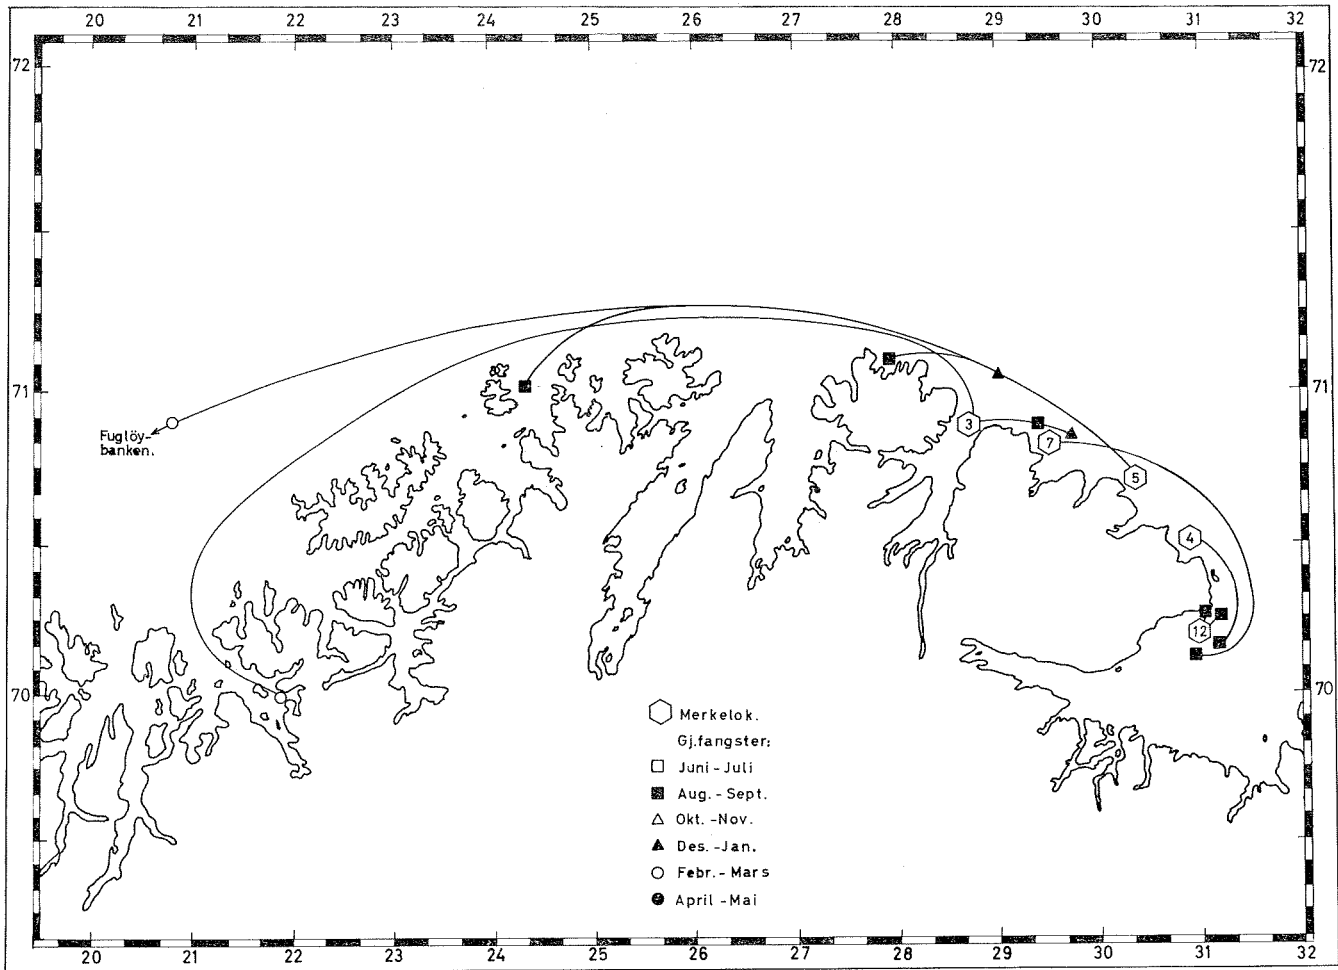 20 21 22 23 24 25 26 27 28 29 30 31 32
72 72
71 71
3
7
Fuglöy-
banken.
5
4
12
70 70
Merkelok.
Gj.fangster:
Juni-Juli
Aug.-Sept.
Okt.-Nov.
Des.-Jan.
Febr.-Mars
April-Mai
20 21 22 23 24 25 26 27 28 29 30 31 32